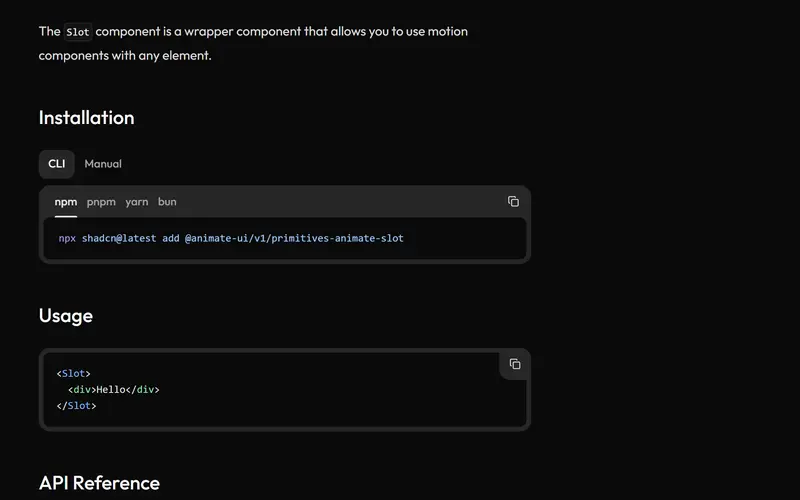 The Slot component is a wrapper component that allows you to use motion
components with any element.
Installation
CLI Manual
npm pnpm yarn bun
npx shadcn@latest add @animate-ui/v1/primitives-animate-slot
Usage
<Slot>
  <div>Hello</div>
</Slot>
API Reference